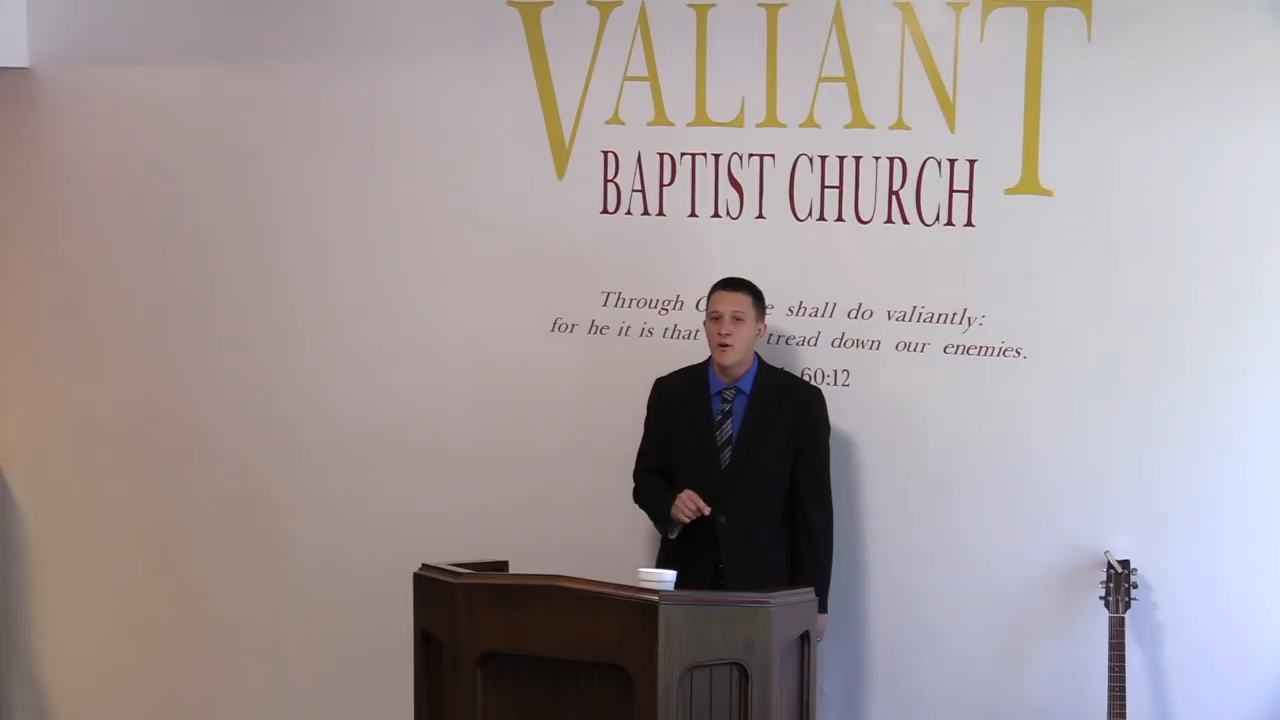 VALIANT
BAPTIST CHURCH
Through shall do valiantly:
for he it is that tread down our enemies.
60:12